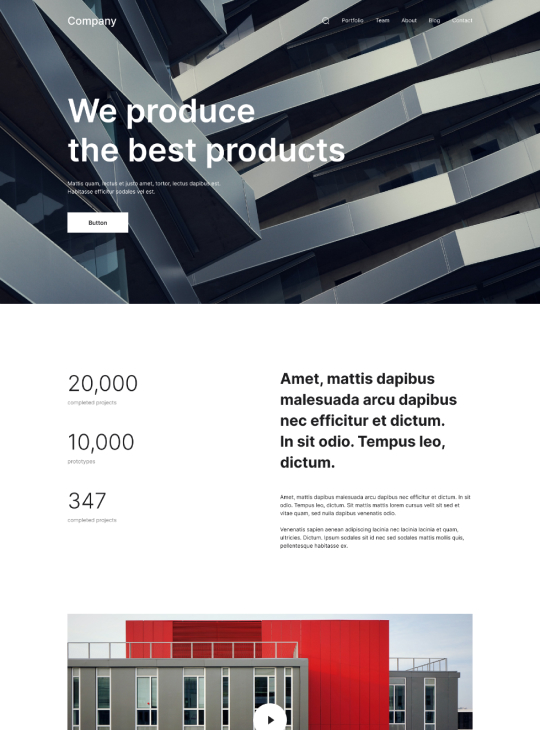 Company
Portfolio Team About Blog Contact
We produce
the best products
Mattis quam, lectus et justo amet, tortor, lectus dapibus est.
Habitasse efficitur sodales vel est.
Button
20,000
completed projects
10,000
prototypes
347
completed projects
Amet, mattis dapibus
malesuada arcu dapibus
nec efficitur et dictum.
In sit odio. Tempus leo,
dictum.
Amet, mattis dapibus malesuada arcu dapibus nec efficitur et dictum. In sit
odio. Tempus leo, dictum. Sit mattis mattis lorem cursus velit sit sed et
vitae quam, sed nulla dapibus venenatis odio.
Venenatis sapien aenean adipiscing lacinia nec lacinia lacinia et quam,
ultricies. Dictum. Ipsum sodales sit id nec sed sodales mattis mollis quis,
pellentesque habitasse ex.